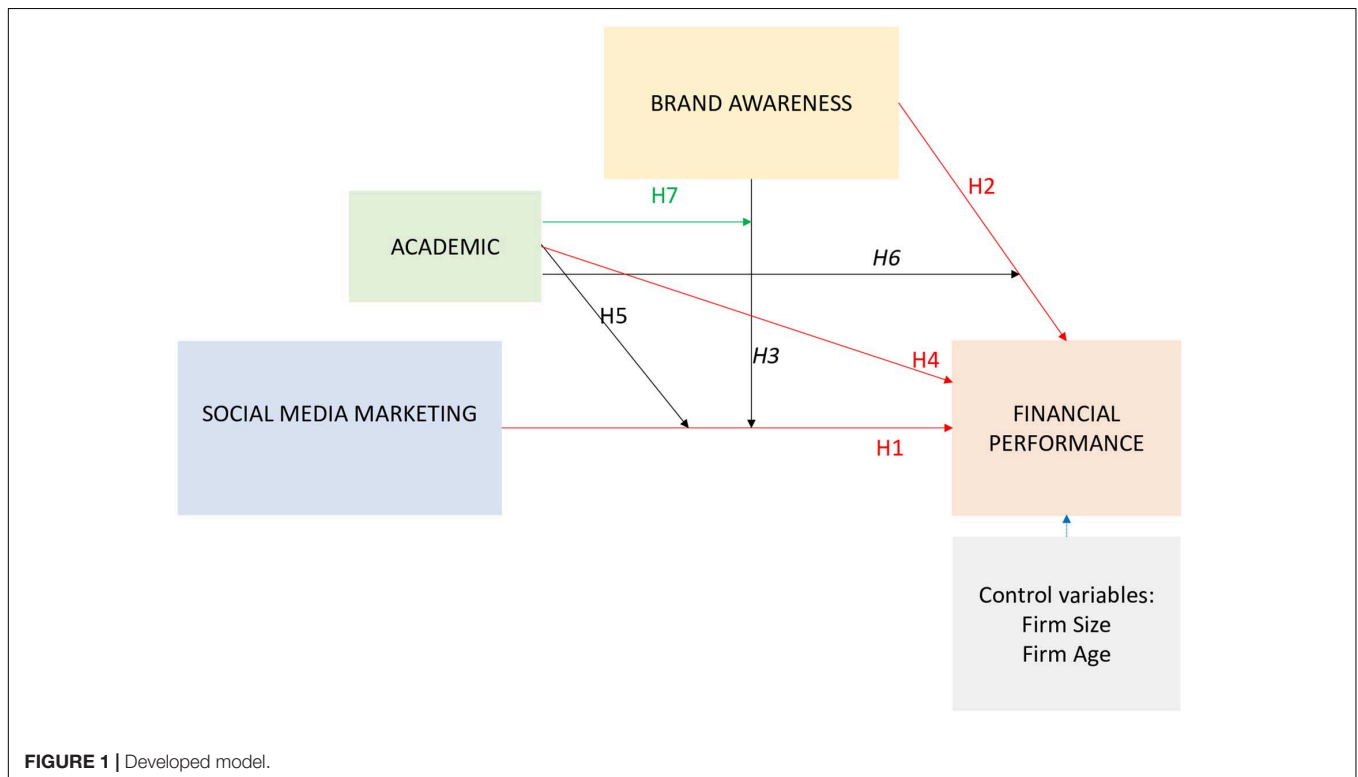 BRAND AWARENESS
H2
H7
ACADEMIC
H6
H5
H3
H4
SOCIAL MEDIA MARKETING
H1
FINANCIAL
PERFORMANCE
Control variables:
Firm Size
Firm Age
FIGURE 1 | Developed model.